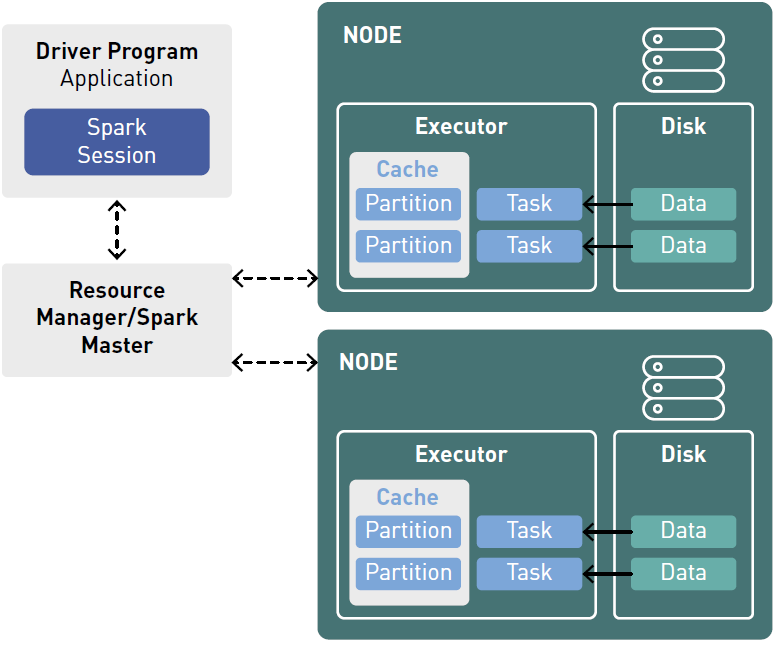 Driver Program
Application
Spark
Session
Resource
Manager/Spark
Master
NODE
Executor
Disk
Cache
Partition Task Data
Partition Task Data
NODE
Executor
Disk
Cache
Partition Task Data
Partition Task Data